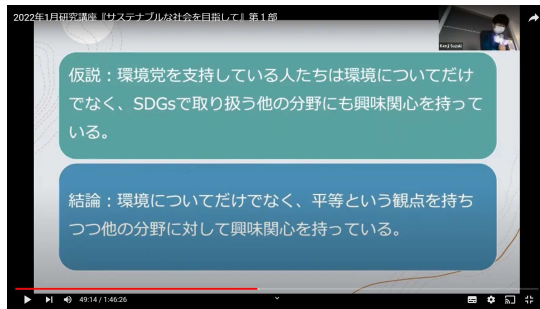 2022年1月研究講座『サステナブルな社会を目指して』第1部
Kenji Suzuki
仮説：環境党を支持している人たちは環境についてだけ
でなく、SDGsで取り扱う他の分野にも興味関心を持って
いる。
結論：環境についてだけでなく、平等という観点を持ち
つつ他の分野に対して興味関心を持っている。
49:14 / 1:46:26